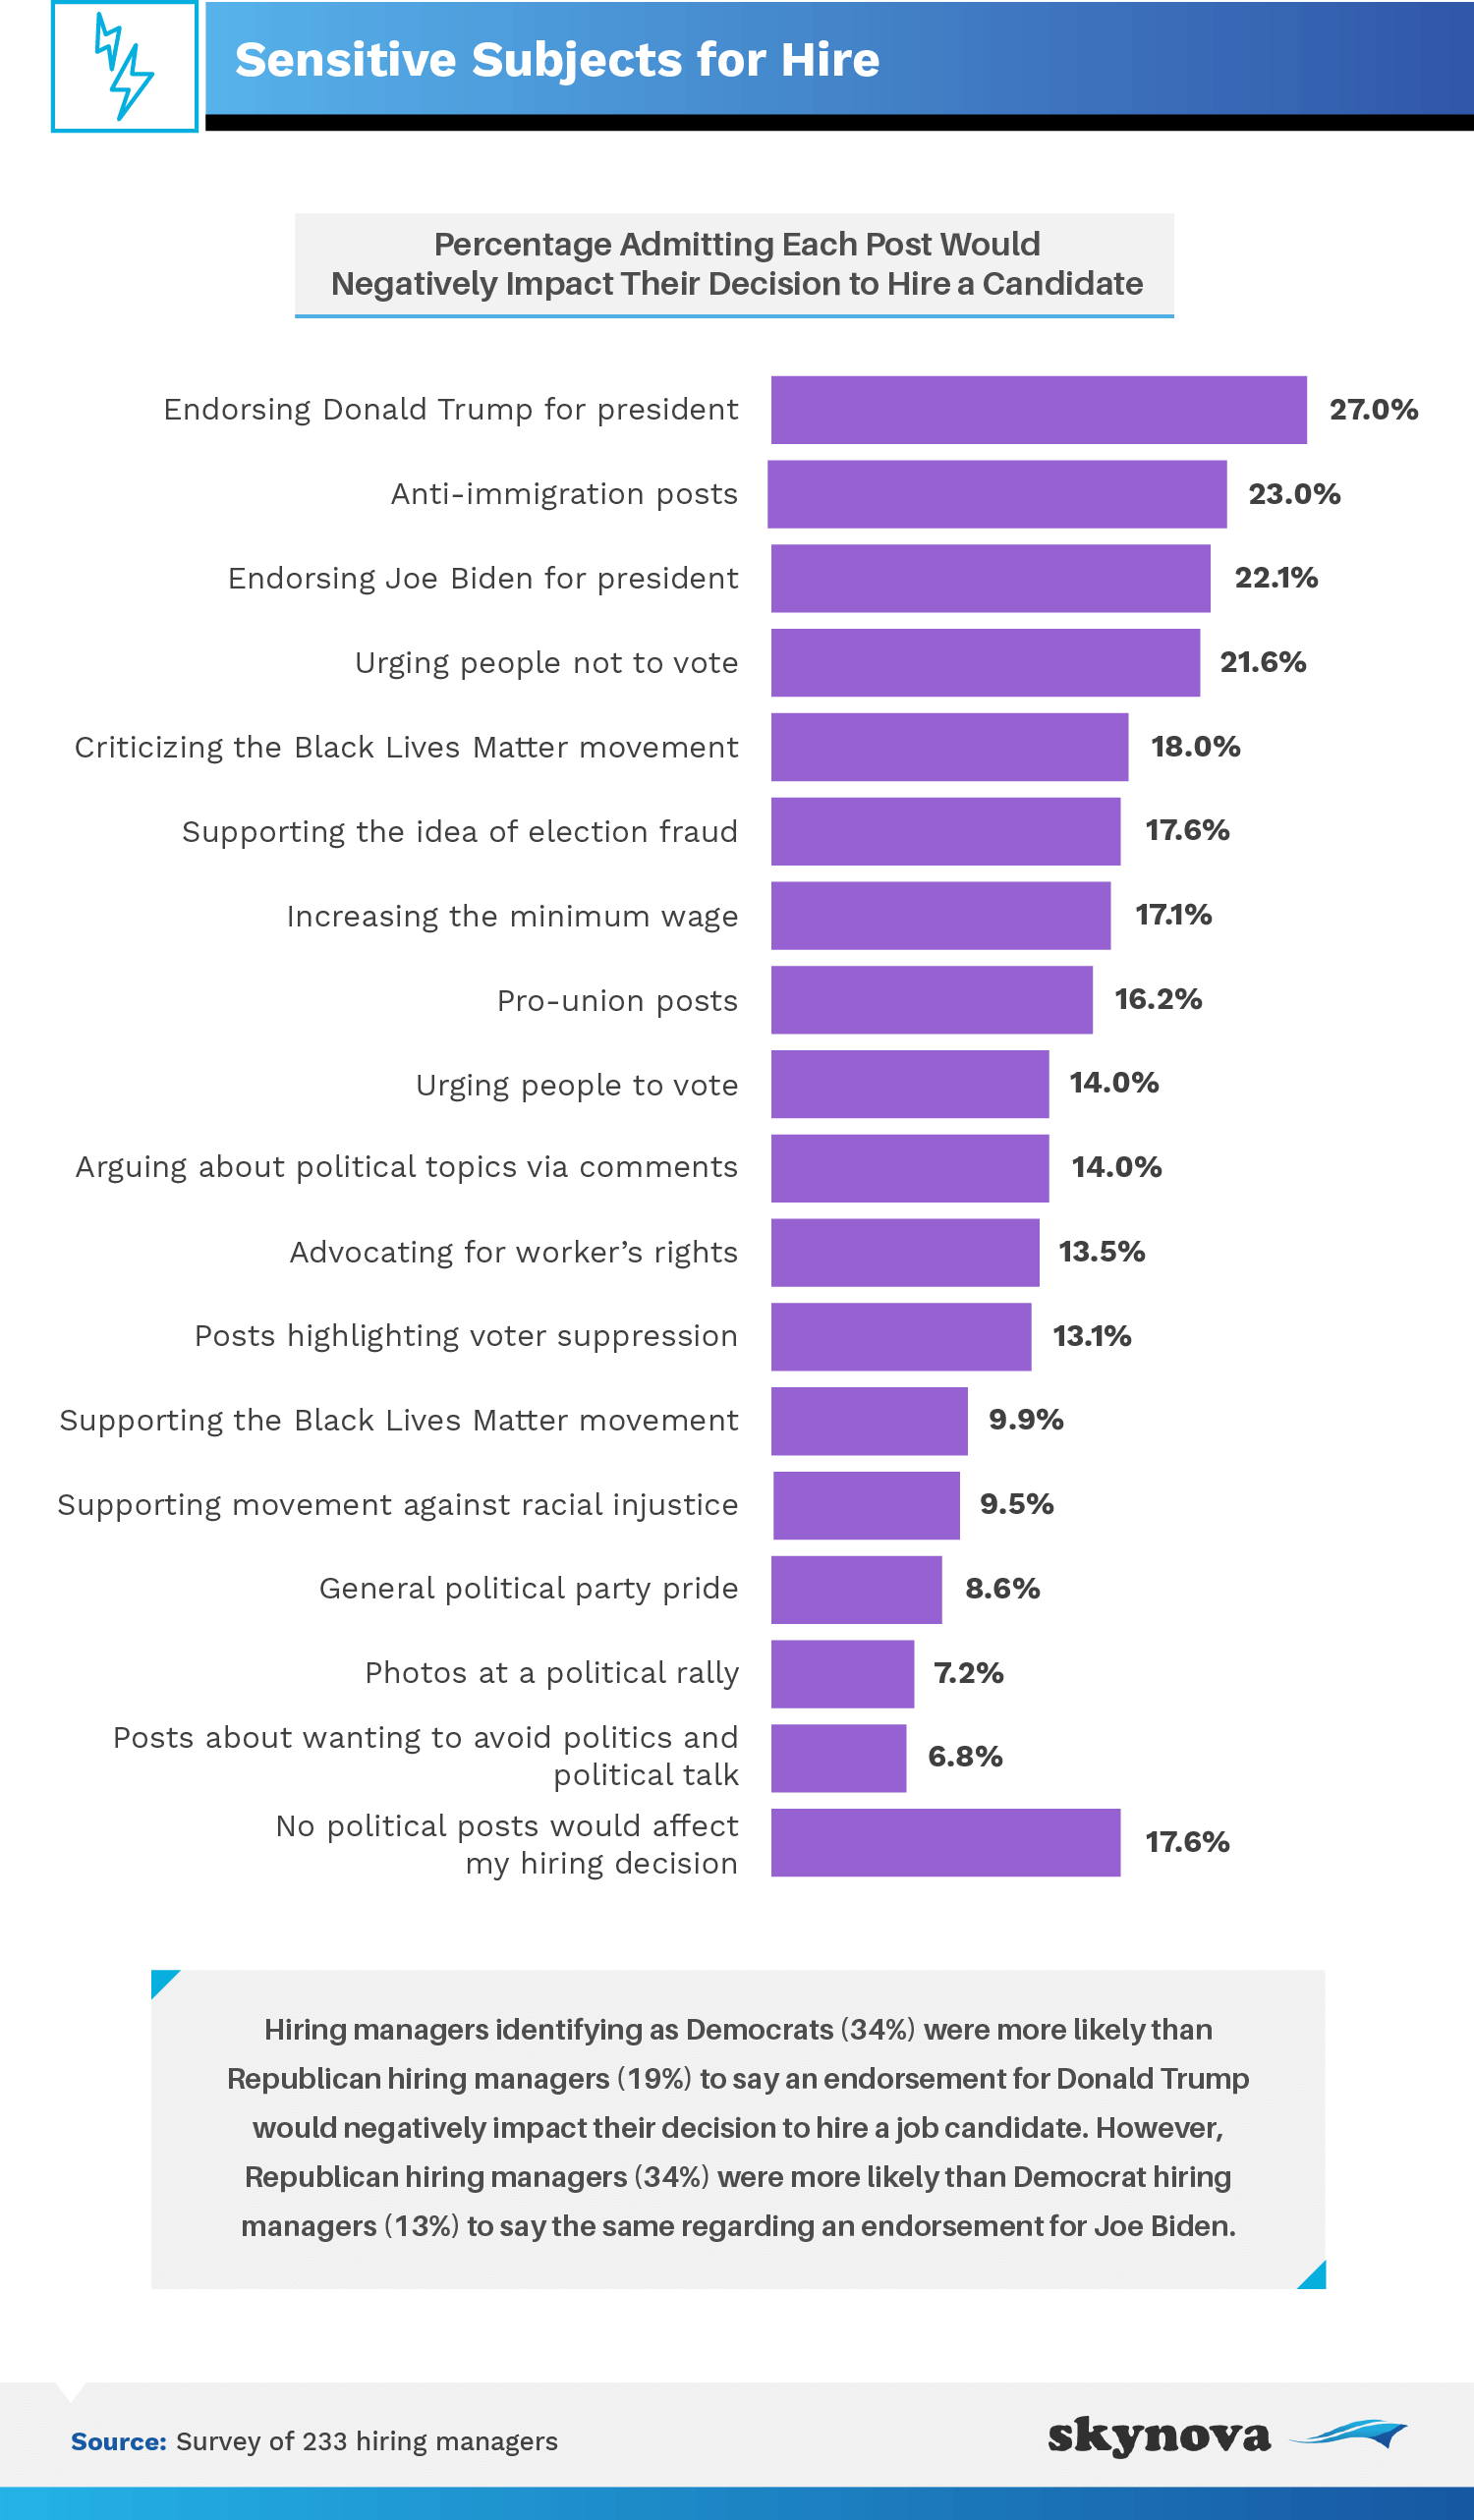 Sensitive Subjects for Hire
Percentage Admitting Each Post Would
Negatively Impact Their Decision to Hire a Candidate
Endorsing Donald Trump for president 27.0%
Anti-immigration posts 23.0%
Endorsing Joe Biden for president 22.1%
Urging people not to vote 21.6%
Criticizing the Black Lives Matter movement 18.0%
Supporting the idea of election fraud 17.6%
Increasing the minimum wage 17.1%
Pro-union posts 16.2%
Urging people to vote 14.0%
Arguing about political topics via comments 14.0%
Advocating for worker’s rights 13.5%
Posts highlighting voter suppression 13.1%
Supporting the Black Lives Matter movement 9.9%
Supporting movement against racial injustice 9.5%
General political party pride 8.6%
Photos at a political rally 7.2%
Posts about wanting to avoid politics and
political talk 6.8%
No political posts would affect
my hiring decision 17.6%
Hiring managers identifying as Democrats (34%) were more likely than
Republican hiring managers (19%) to say an endorsement for Donald Trump
would negatively impact their decision to hire a job candidate. However,
Republican hiring managers (34%) were more likely than Democrat hiring
managers (13%) to say the same regarding an endorsement for Joe Biden.
Source: Survey of 233 hiring managers
skynova